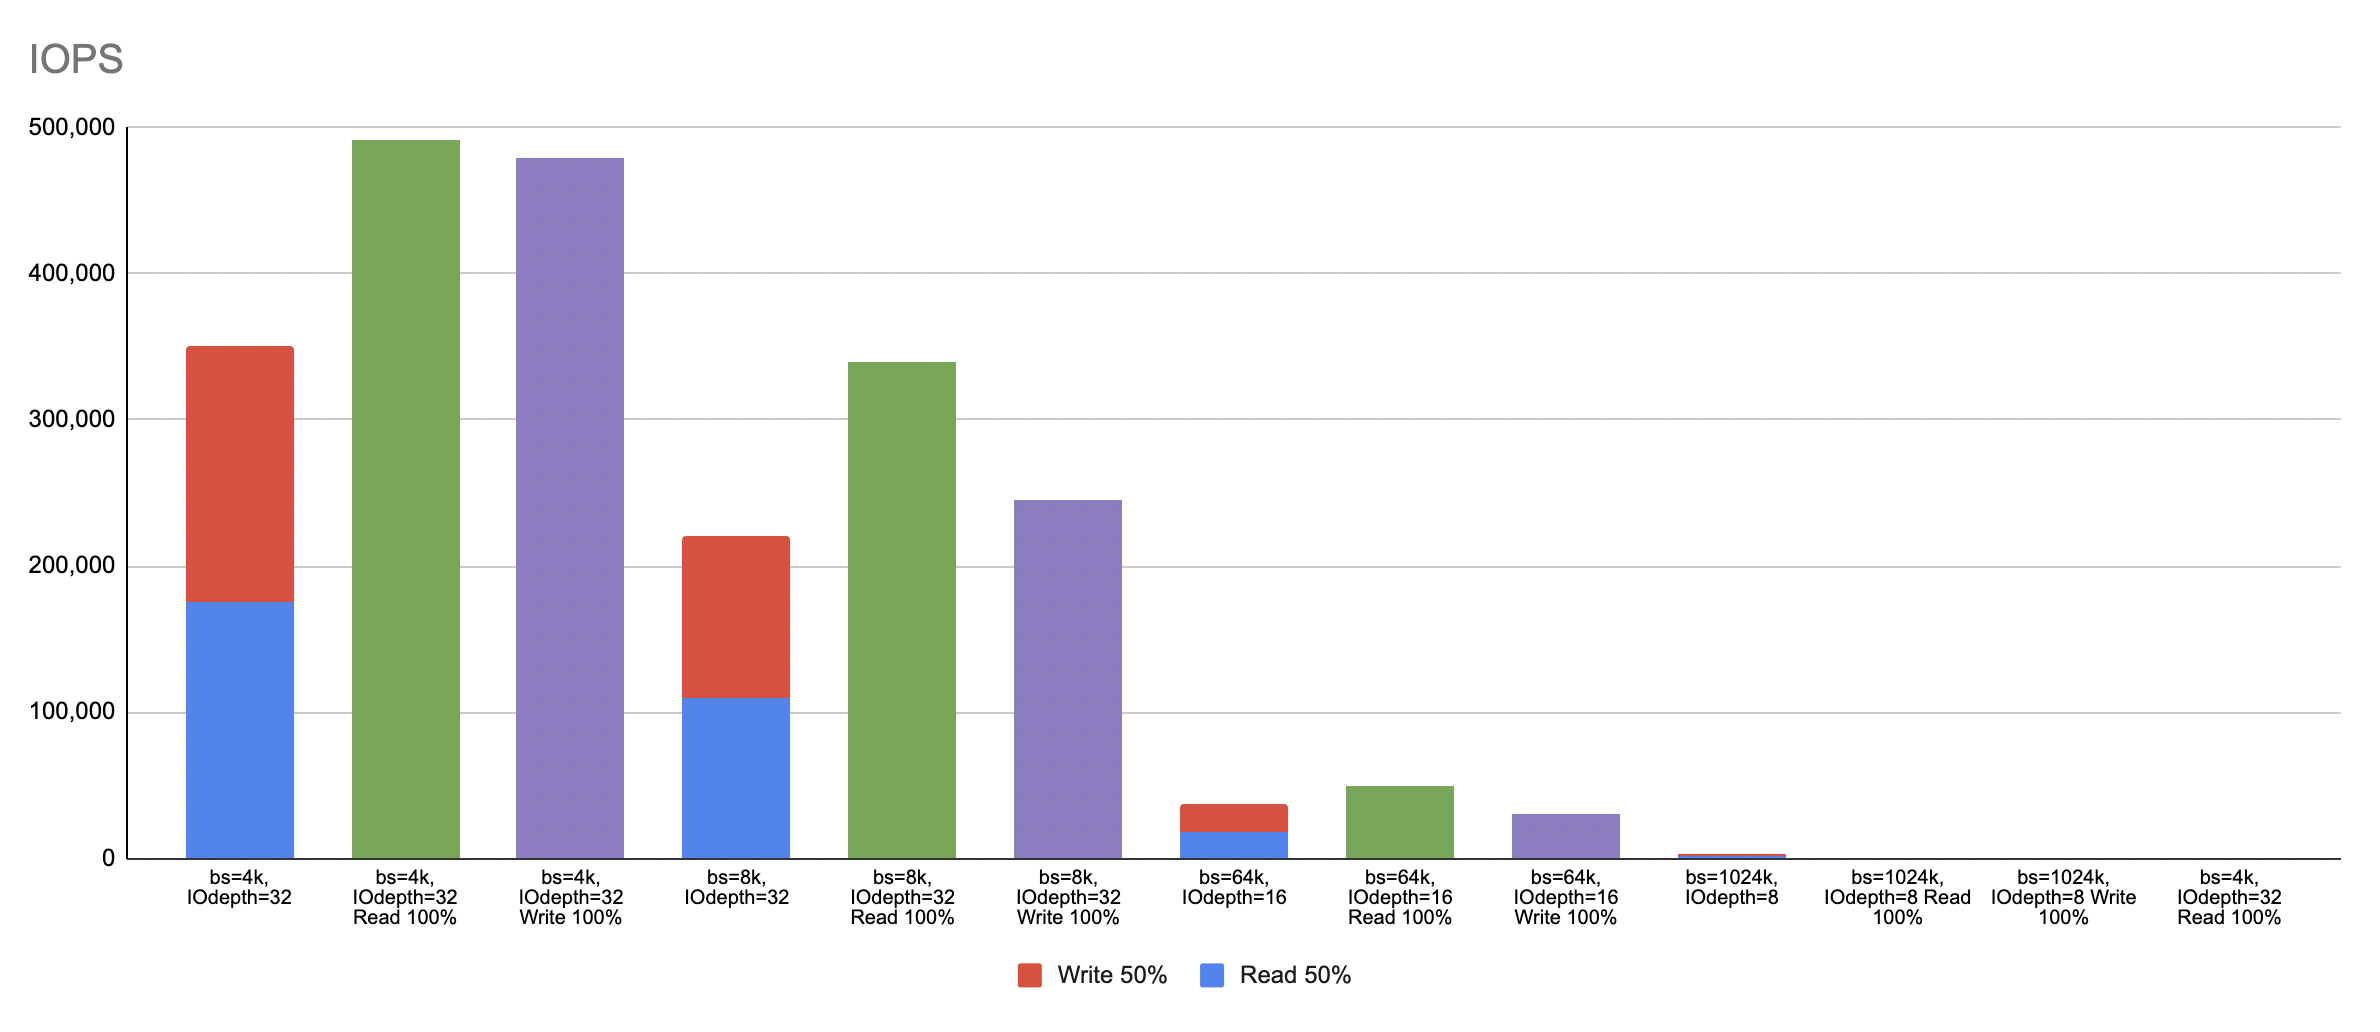 IOPS
500,000
400,000
300,000
200,000
100,000
0
bs=4k,
IOdepth=32
bs=4k,
IOdepth=32
Read 100%
bs=4k,
IOdepth=32
Write 100%
bs=8k,
IOdepth=32
bs=8k,
IOdepth=32
Read 100%
bs=8k,
IOdepth=32
Write 100%
bs=64k,
IOdepth=16
bs=64k,
IOdepth=16
Read 100%
bs=64k,
IOdepth=16
Write 100%
bs=1024k,
IOdepth=8
bs=1024k,
IOdepth=8 Read
100%
bs=1024k,
IOdepth=8 Write
100%
bs=4k,
IOdepth=32
Read 100%
Write 50%
Read 50%